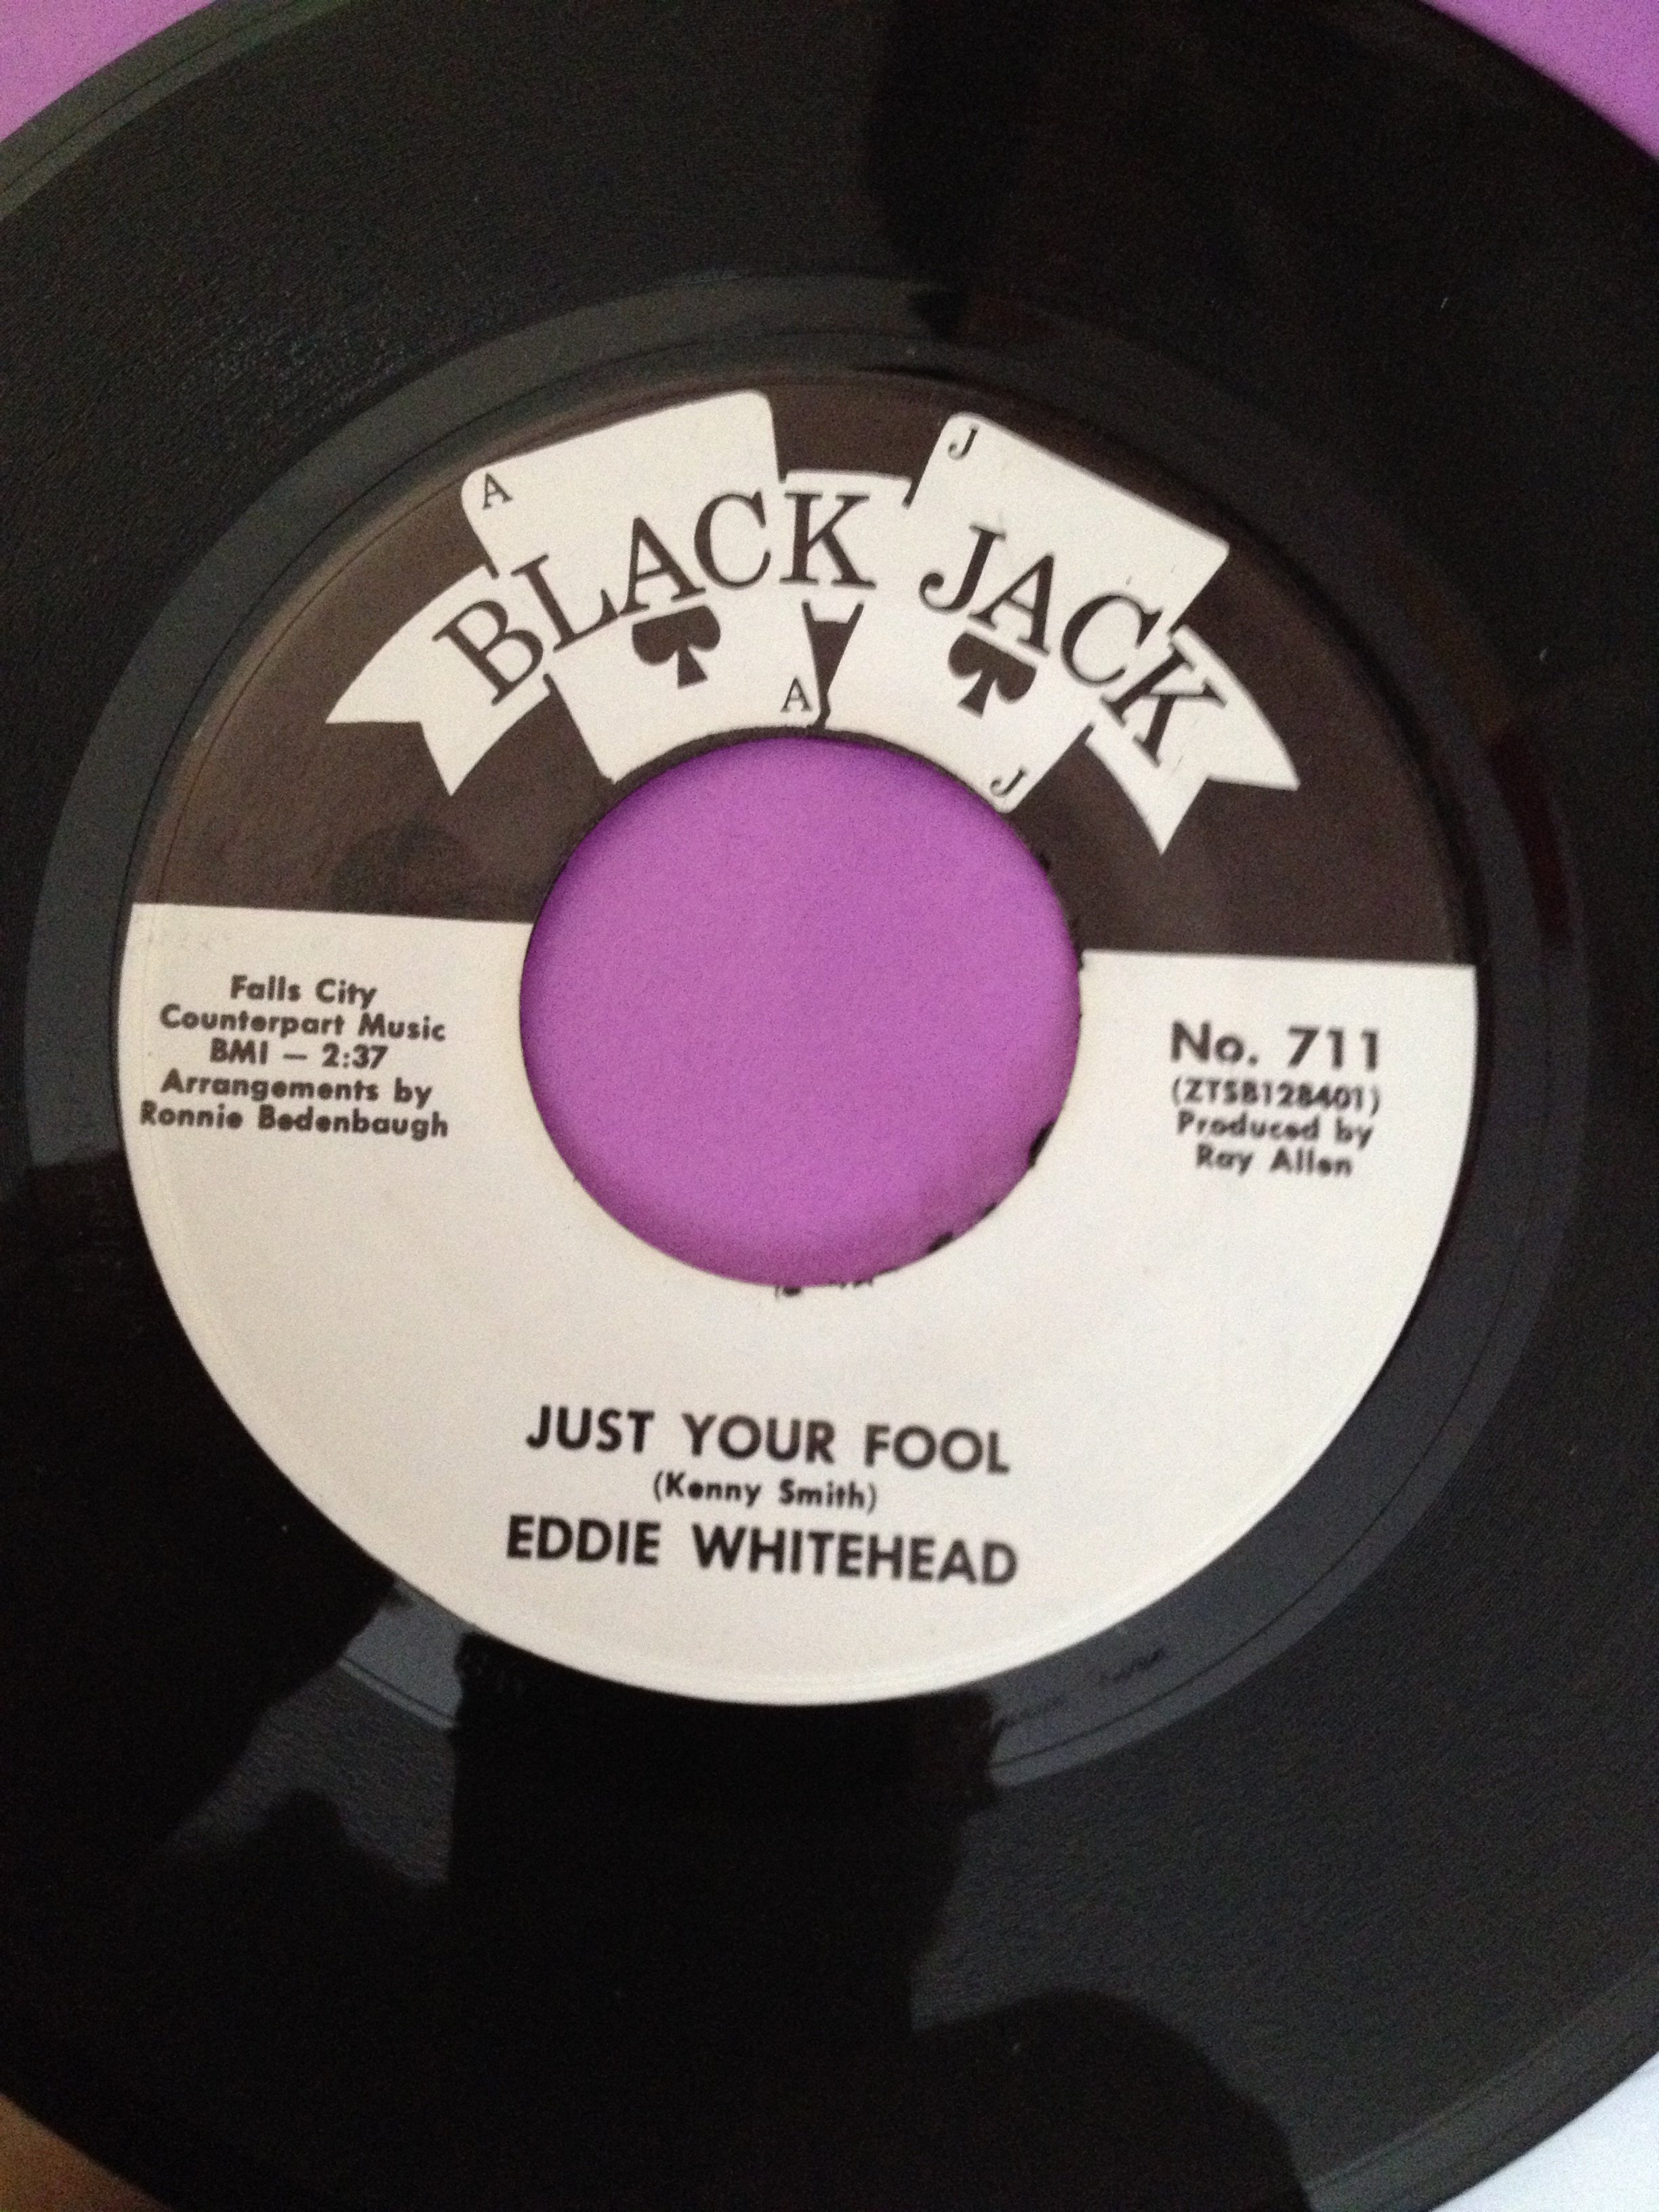 A
J
BLACK JACK
A
J
Falls City
Counterpart Music
BMI — 2:37
Arrangements by
Ronnie Bedenbaugh
No. 711
(ZTSB128401)
Produced by
Ray Allen
JUST YOUR FOOL
(Kenny Smith)
EDDIE WHITEHEAD